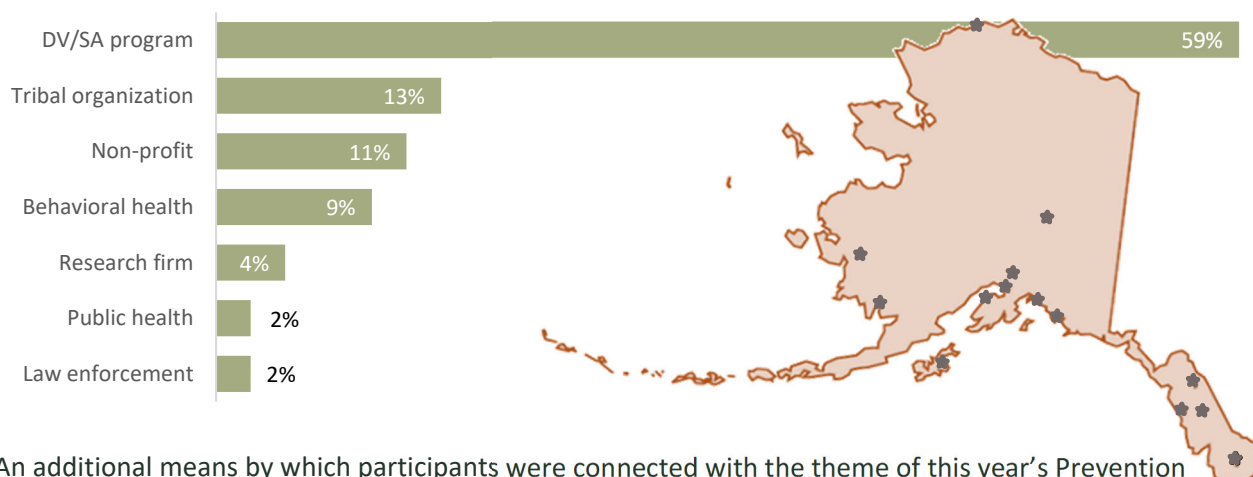 DV/SA program 59%
Tribal organization 13%
Non-profit 11%
Behavioral health 9%
Research firm 4%
Public health 2%
Law enforcement 2%
An additional means by which participants were connected with the theme of this year's Prevention